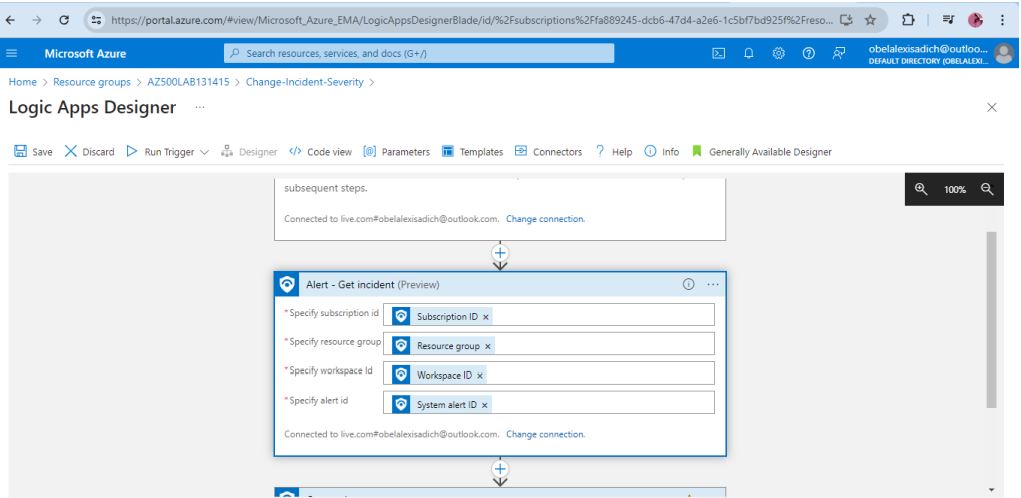 https://portal.azure.com/#view/Microsoft_Azure_EMA/LogicAppsDesignerBlade/id/%2Fsubscriptions%2Ffa889245-dcb6-47d4-a2e6-1c5bf7bd925f%2Freso...
Microsoft Azure
Search resources, services, and docs (G+/)
obelalexisadich@outloo...
DEFAULT DIRECTORY (OBELALEXI...
Home > Resource groups > AZ500LAB131415 > Change-Incident-Severity >
Logic Apps Designer ...
Save Discard Run Trigger Designer Code view Parameters Templates Connectors Help Info Generally Available Designer
100%
subsequent steps.
Connected to live.com#obelalexisadich@outlook.com. Change connection.
Alert - Get incident (Preview)
* Specify subscription id Subscription ID ×
* Specify resource group Resource group ×
* Specify workspace Id Workspace ID ×
* Specify alert id System alert ID ×
Connected to live.com#obelalexisadich@outlook.com. Change connection.